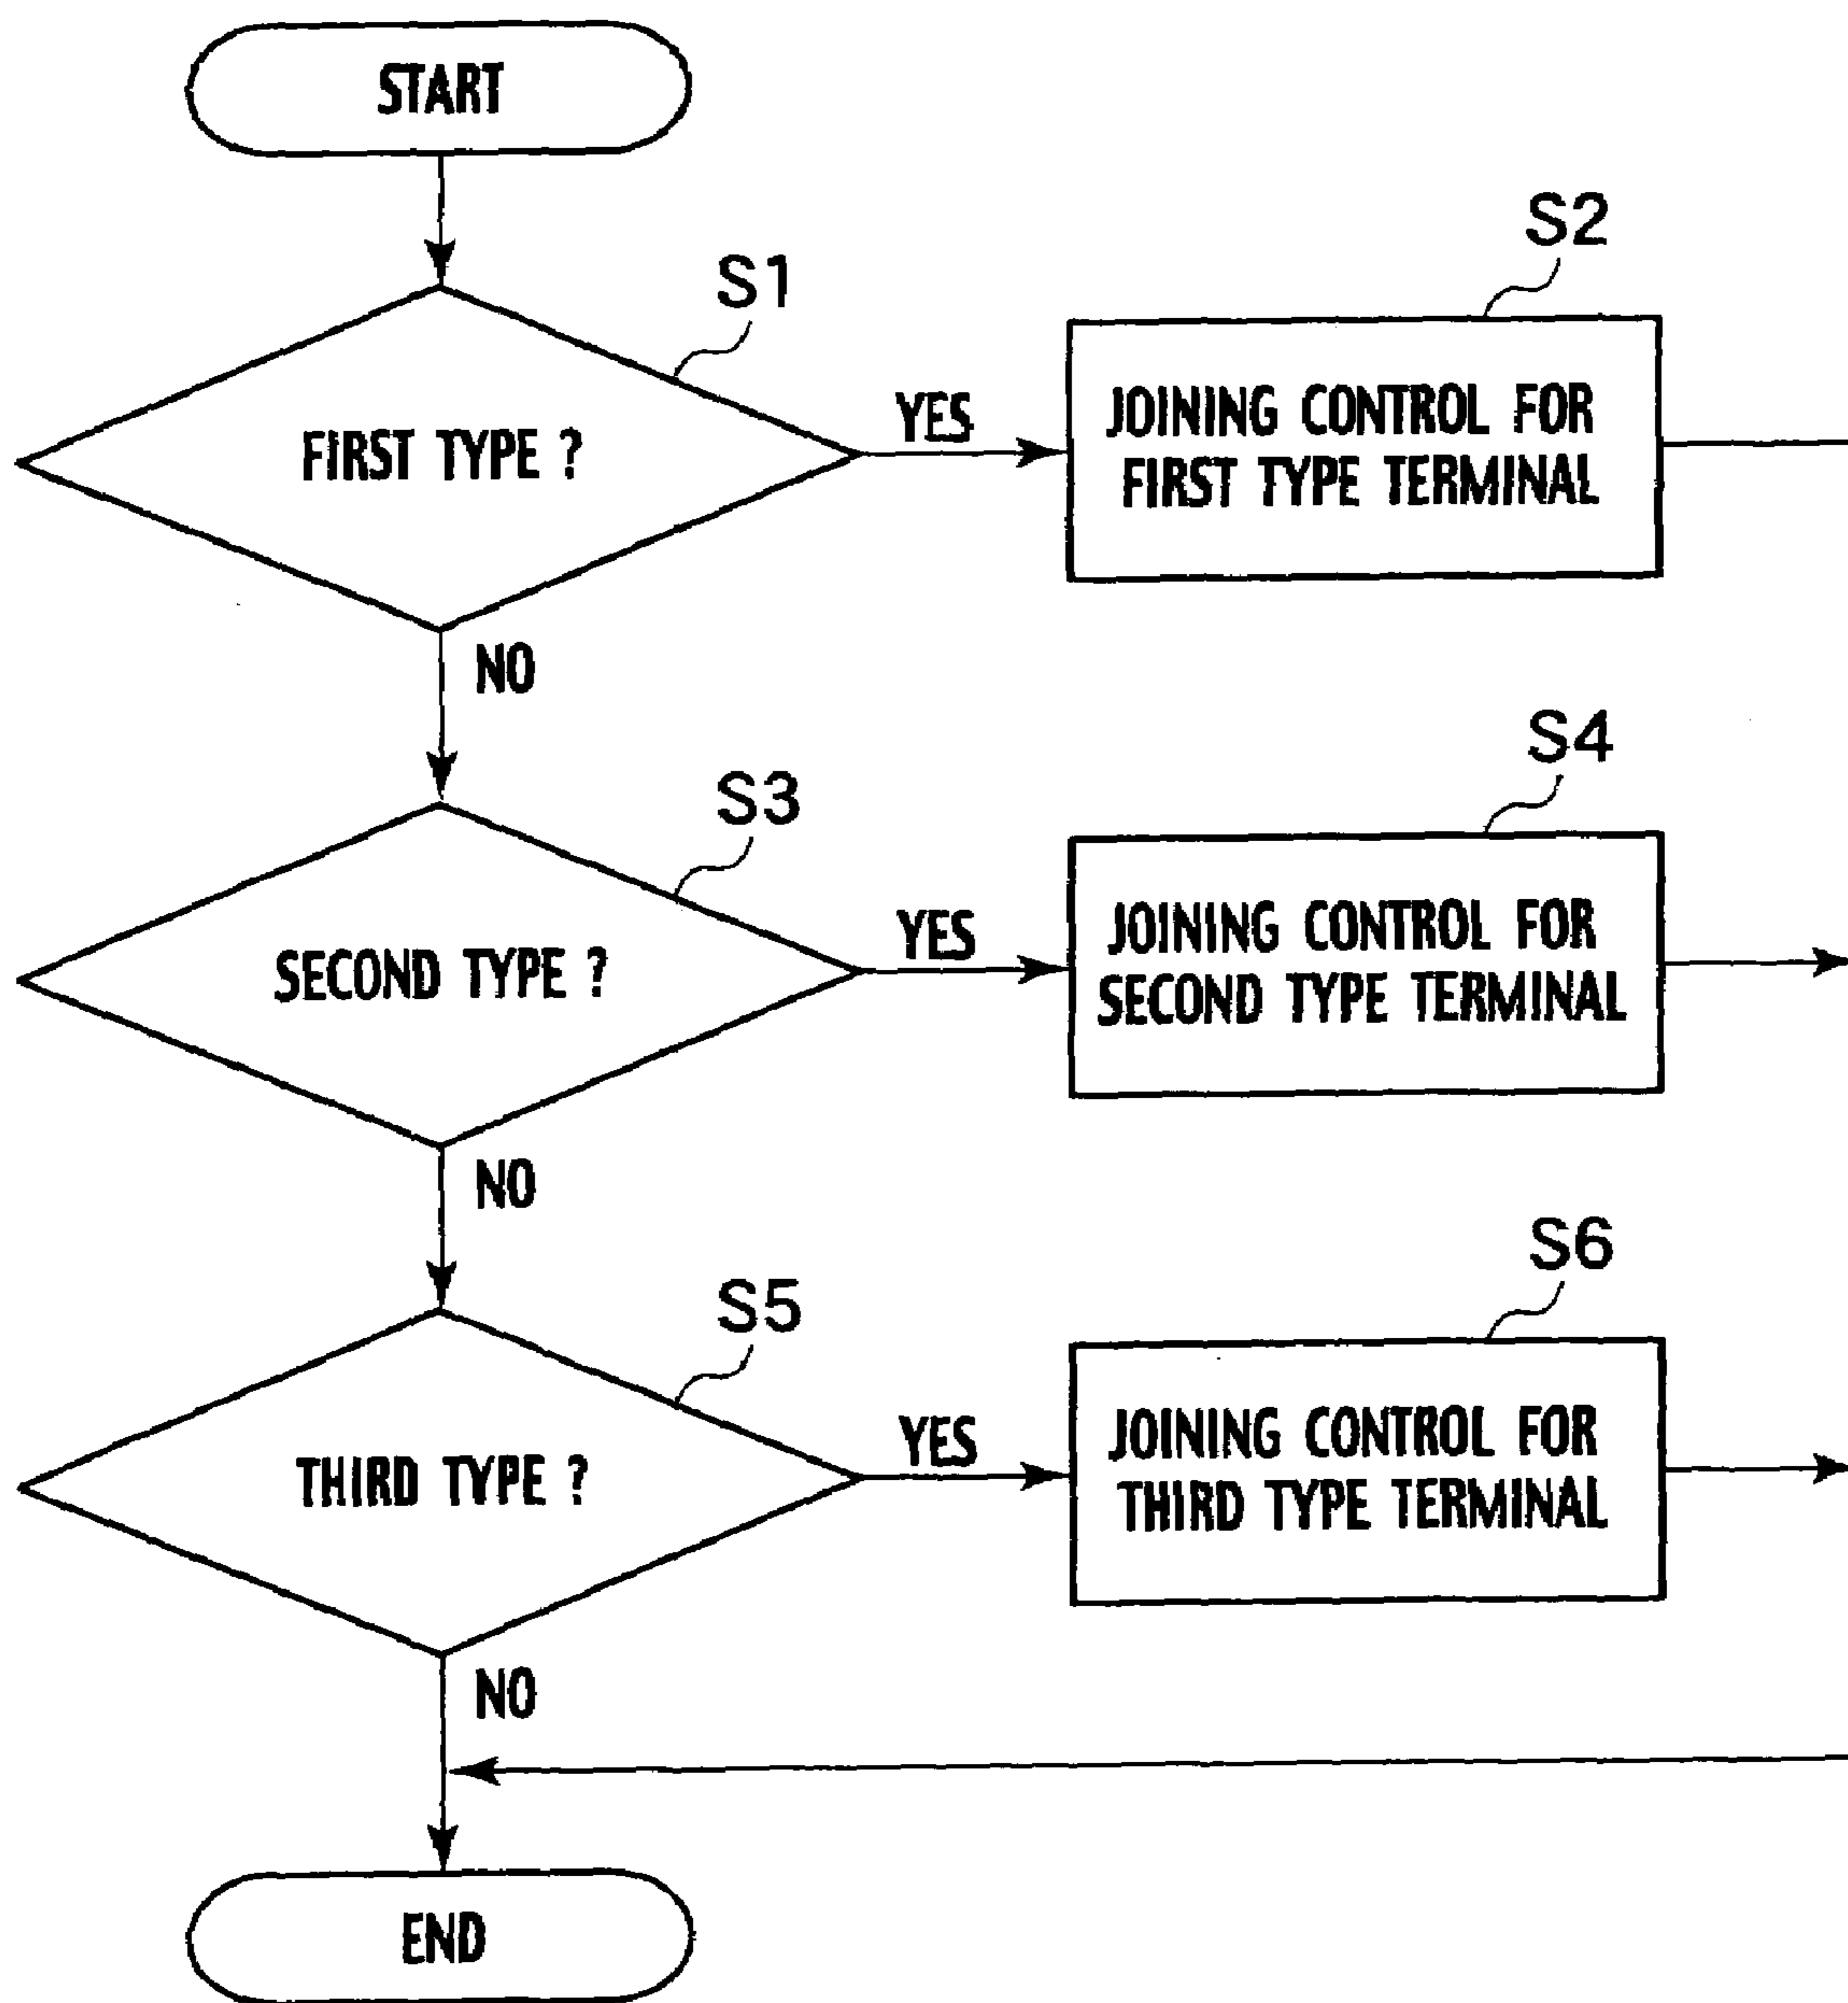 START
S1
FIRST TYPE ?
YES
S2
JOINING CONTROL FOR
FIRST TYPE TERMINAL
NO
S3
SECOND TYPE ?
YES
S4
JOINING CONTROL FOR
SECOND TYPE TERMINAL
NO
S5
THIRD TYPE ?
YES
S6
JOINING CONTROL FOR
THIRD TYPE TERMINAL
NO
END